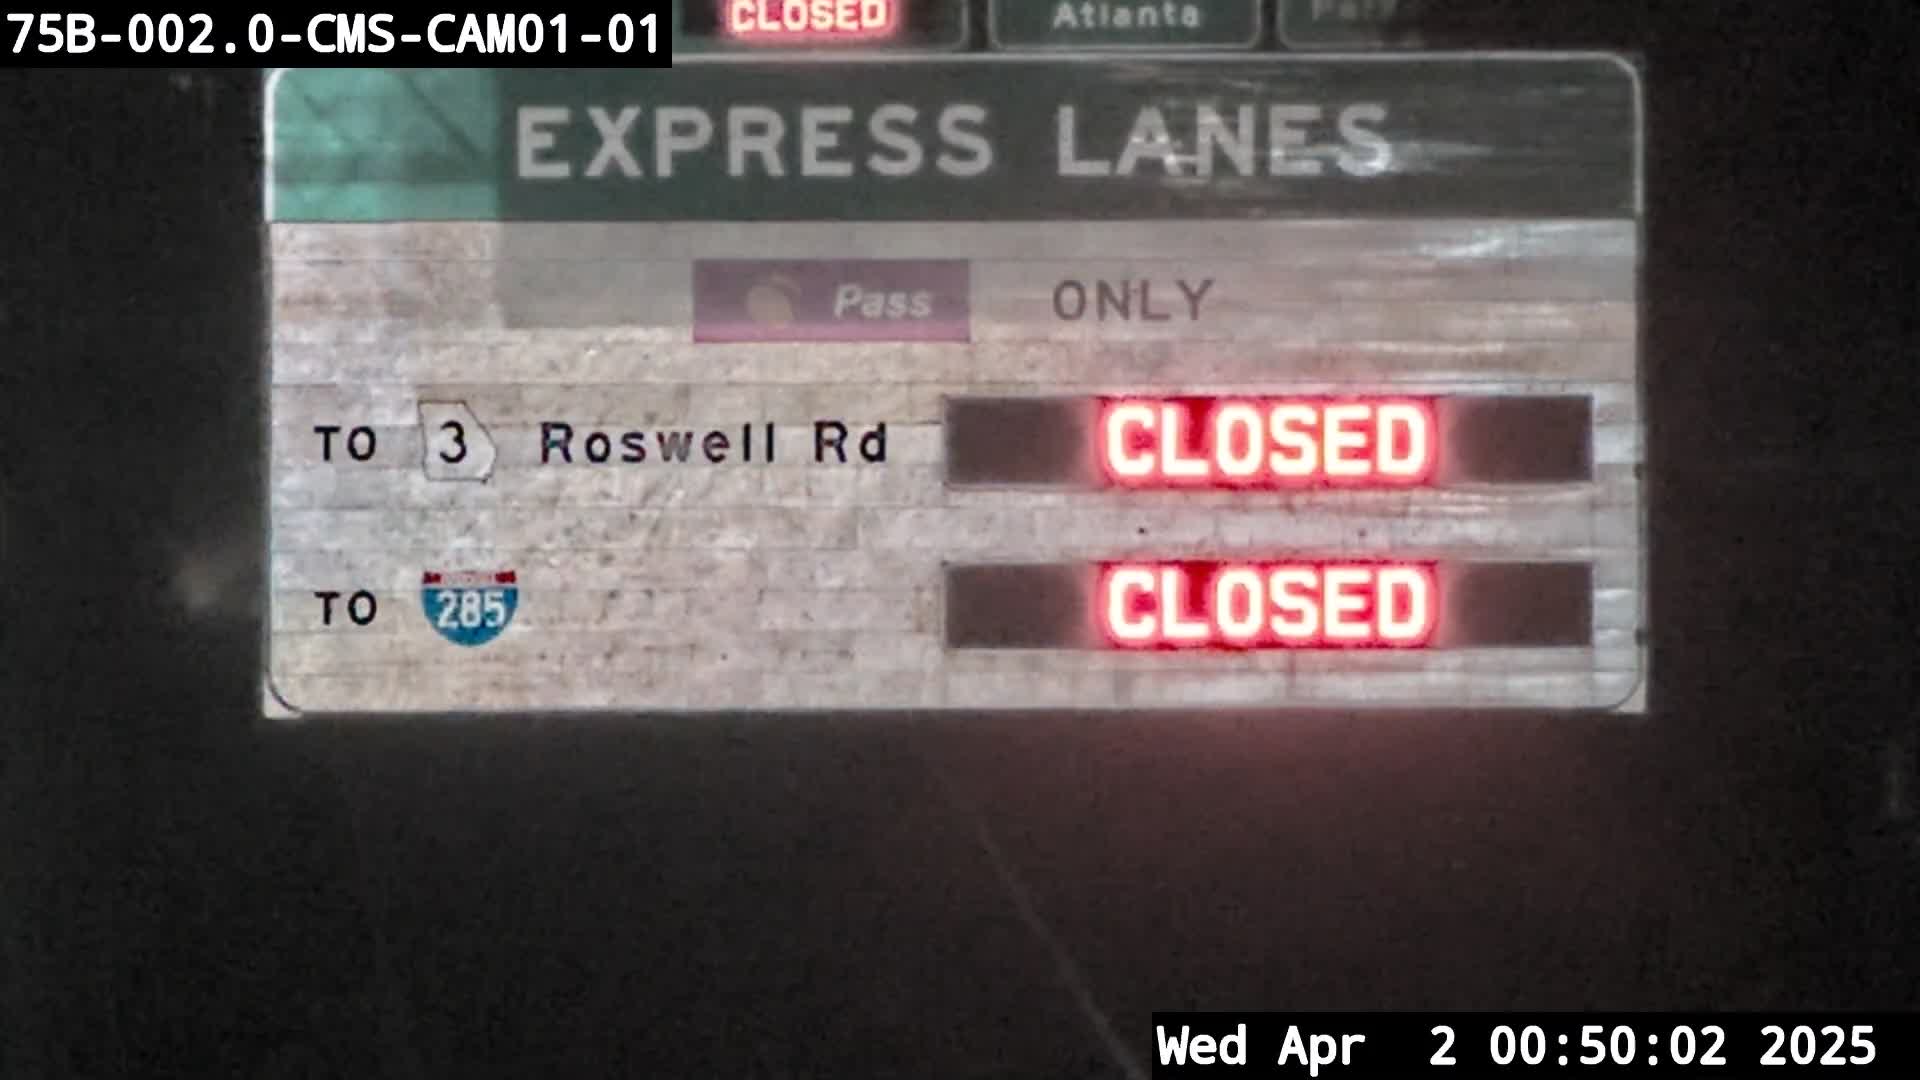 75B-002.0-CMS-CAM01-01
CLOSED
Atlanta
EXPRESS LANES
Pass ONLY
TO 3 Roswell Rd CLOSED
TO 285 CLOSED
Wed Apr 2 00:50:02 2025